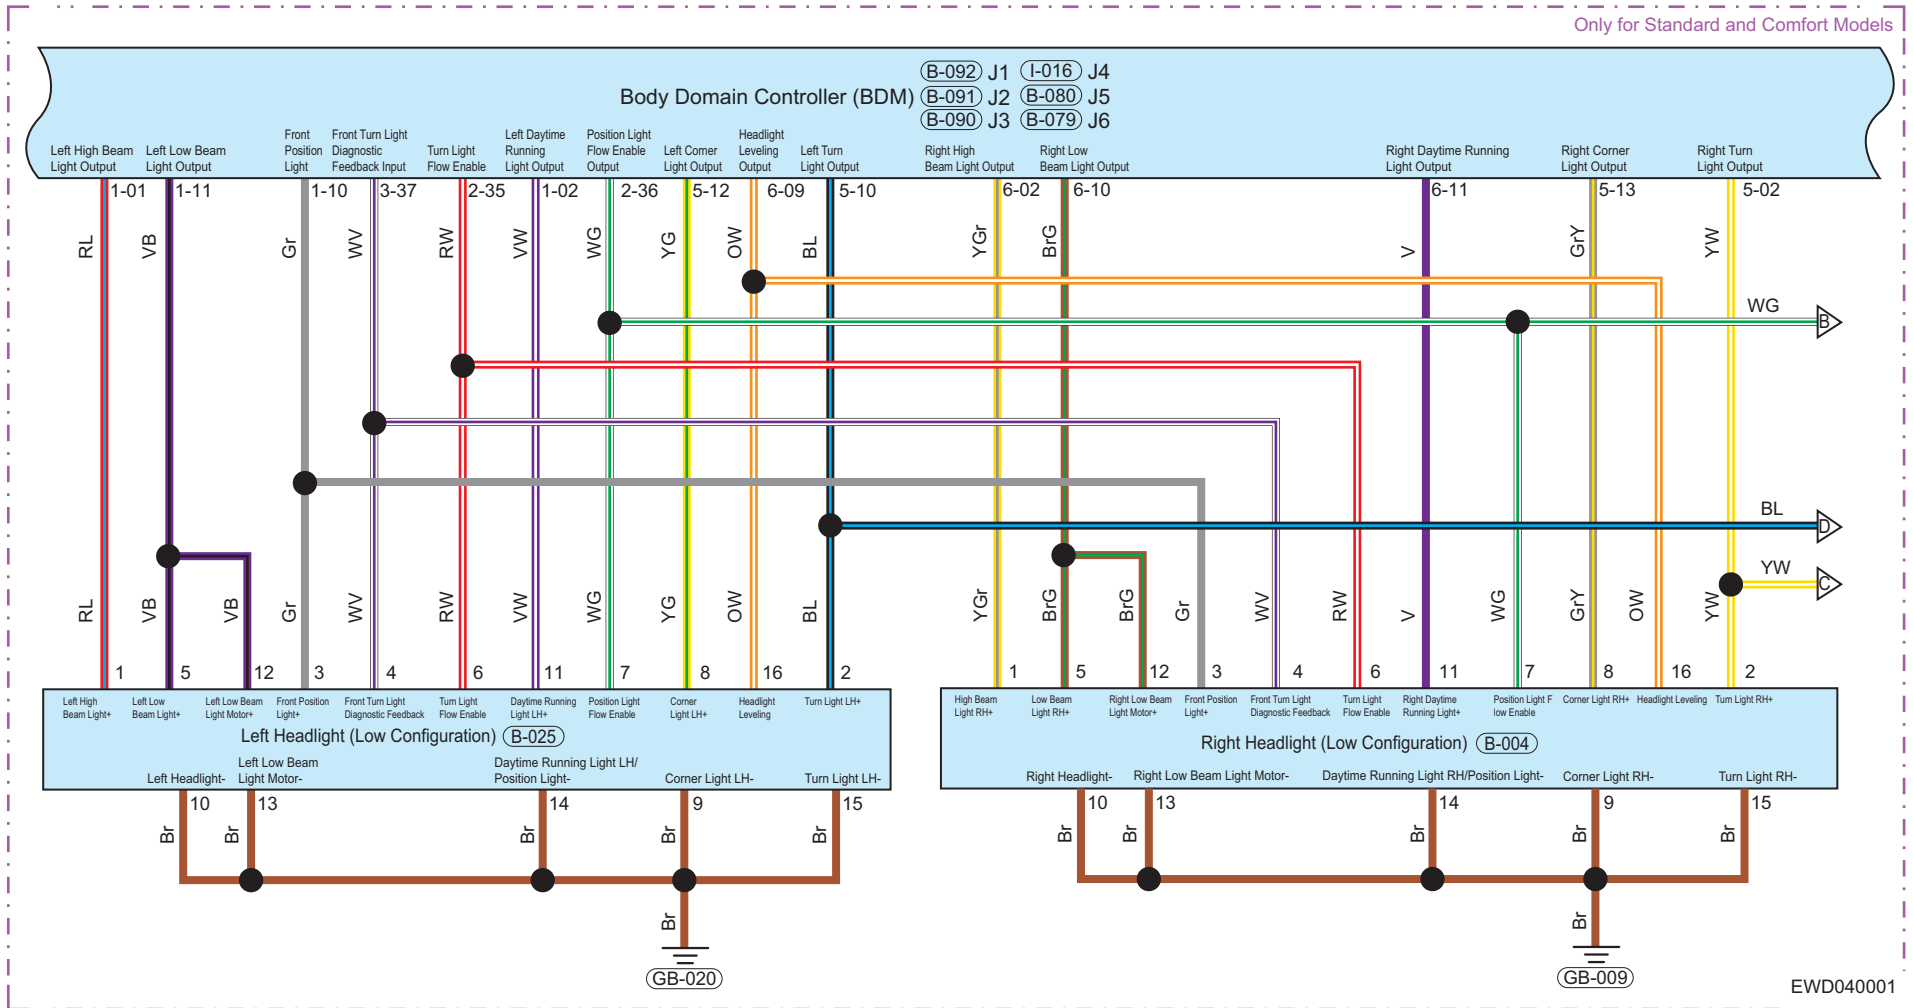 Only for Standard and Comfort Models
Body Domain Controller (BDM)
B-092 J1 I-016 J4
B-091 J2 B-080 J5
B-090 J3 B-079 J6
Left High Beam
Light Output
Left Low Beam
Light Output
Front
Position
Light
Front Turn Light
Diagnostic
Feedback Input
Turn Light
Flow Enable
Left Daytime
Running
Light Output
Position Light
Flow Enable
Output
Left Corner
Light Output
Headlight
Leveling
Output
Left Turn
Light Output
Right High
Beam Light Output
Right Low
Beam Light Output
Right Daytime Running
Light Output
Right Corner
Light Output
Right Turn
Light Output
1-01 1-11 1-10 3-37 2-35 1-02 2-36 5-12 6-09 5-10 6-02 6-10 6-11 5-13 5-02
RL VB Gr WV RW VW WG YG OW BL YGr BrG V GrY YW
WG B
BL D
YW C
RL VB VB Gr WV RW VW WG YG OW BL YGr BrG BrG Gr WV RW V WG GrY OW YW
1 5 12 3 4 6 11 7 8 16 2 1 5 12 3 4 6 11 7 8 16 2
Left High
Beam Light+
Left Low
Beam Light+
Left Low Beam
Light Motor+
Front Position
Light+
Front Turn Light
Diagnostic Feedback
Turn Light
Flow Enable
Daytime Running
Light LH+
Position Light
Flow Enable
Corner
Light LH+
Headlight
Leveling
Turn Light LH+
Left Headlight (Low Configuration) B-025
Left Headlight-
Left Low Beam
Light Motor-
Daytime Running Light LH/
Position Light-
Corner Light LH-
Turn Light LH-
10 13 14 9 15
Br Br Br Br Br
Br
GB-020
High Beam
Light RH+
Low Beam
Light RH+
Right Low Beam
Light Motor+
Front Position
Light+
Front Turn Light
Diagnostic Feedback
Turn Light
Flow Enable
Right Daytime
Running Light+
Position Light F
low Enable
Corner Light RH+
Headlight Leveling
Turn Light RH+
Right Headlight (Low Configuration) B-004
Right Headlight-
Right Low Beam Light Motor-
Daytime Running Light RH/Position Light-
Corner Light RH-
Turn Light RH-
10 13 14 9 15
Br Br Br Br Br
Br
GB-009
EWD040001